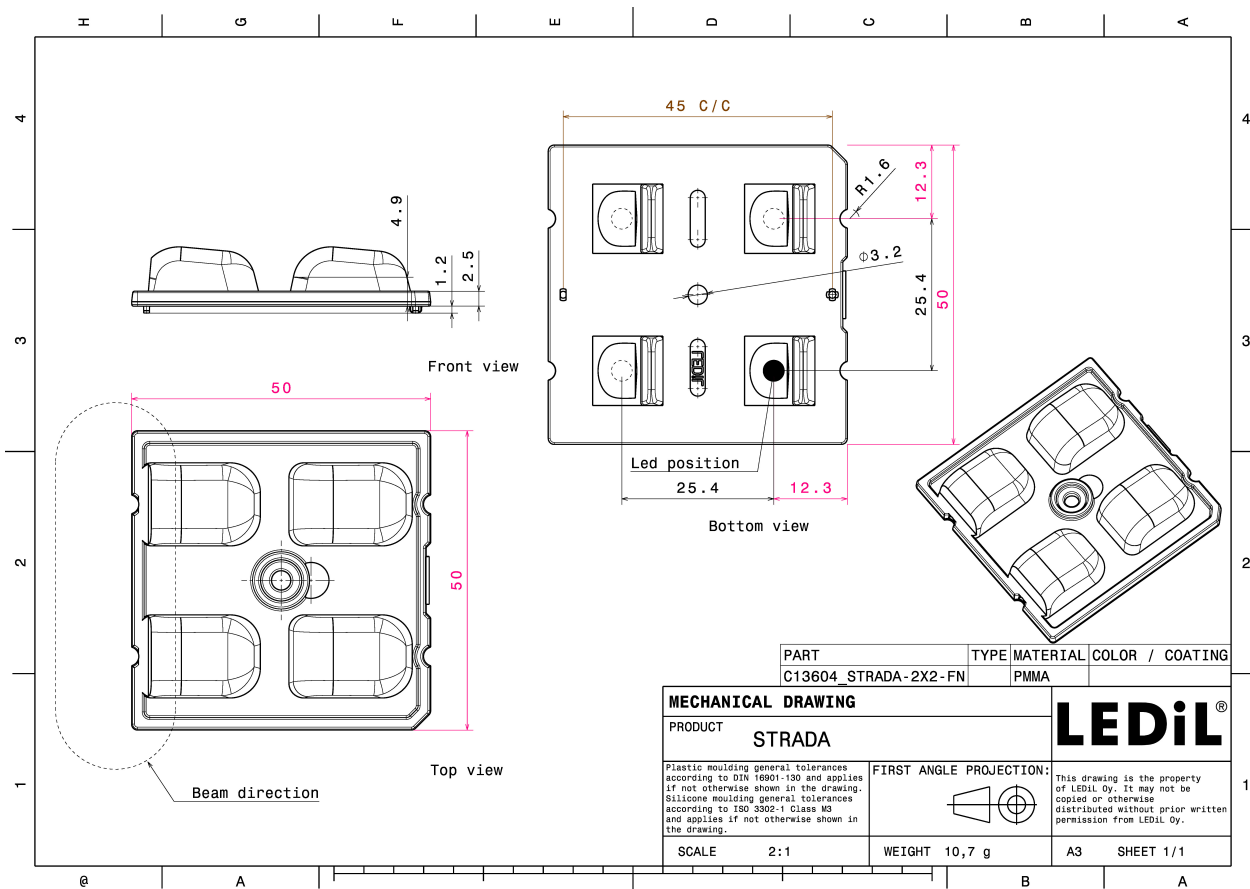 H G F E D C B A
4
4
45 C/C
R1.6
12.3
4.9
1.2
2.5
Ø3.2
25.4
50
3
3
LEDiL
Front view
50
Led position
25.4
12.3
Bottom view
50
2
2
Top view
Beam direction
1
1
PART TYPE MATERIAL COLOR / COATING
C13604_STRADA-2X2-FN PMMA
MECHANICAL DRAWING
LEDiL®
PRODUCT
STRADA
Plastic moulding general tolerances
according to DIN 16901-130 and applies
if not otherwise shown in the drawing.
Silicone moulding general tolerances
according to ISO 3302-1 Class M3
and applies if not otherwise shown in
the drawing.
FIRST ANGLE PROJECTION:
This drawing is the property
of LEDiL Oy. It may not be
copied or otherwise
distributed without prior written
permission from LEDiL Oy.
SCALE 2:1
WEIGHT 10,7 g
A3 SHEET 1/1
@ A B A